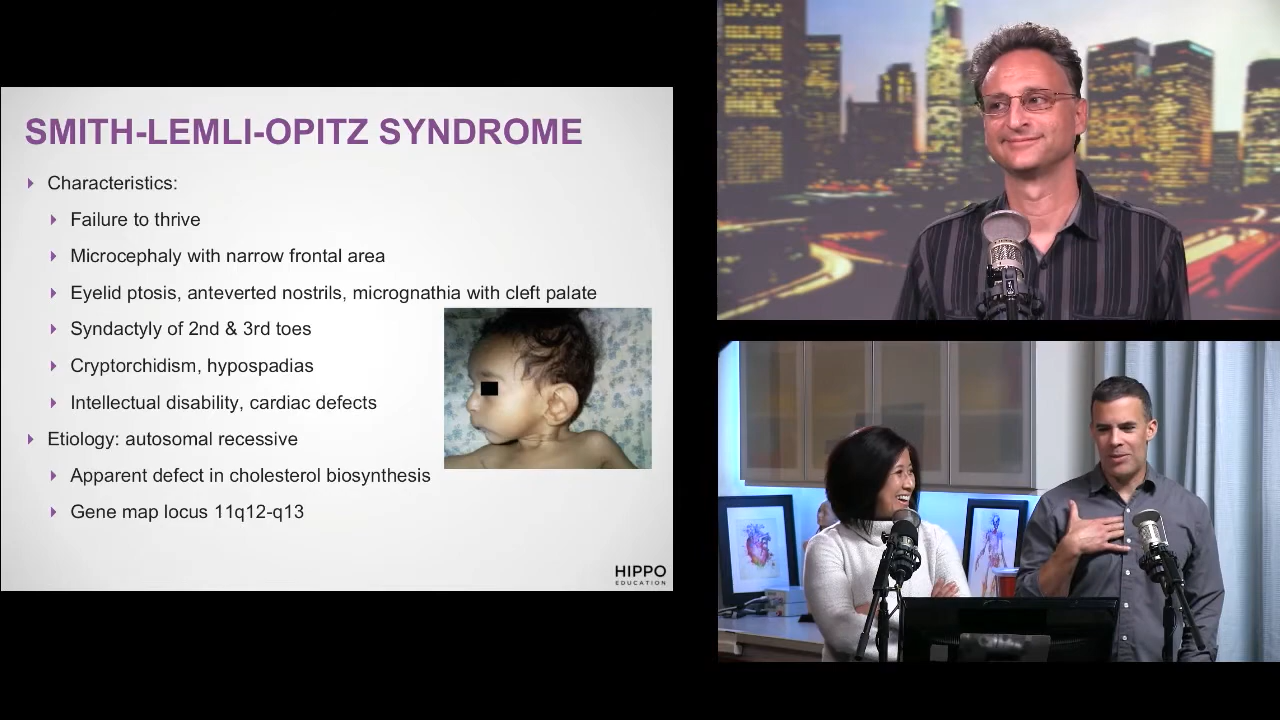 SMITH-LEMLI-OPITZ SYNDROME
Characteristics:
Failure to thrive
Microcephaly with narrow frontal area
Eyelid ptosis, anteverted nostrils, micrognathia with cleft palate
Syndactyly of 2nd & 3rd toes
Cryptorchidism, hypospadias
Intellectual disability, cardiac defects
Etiology: autosomal recessive
Apparent defect in cholesterol biosynthesis
Gene map locus 11q12-q13
HIPPO
EDUCATION